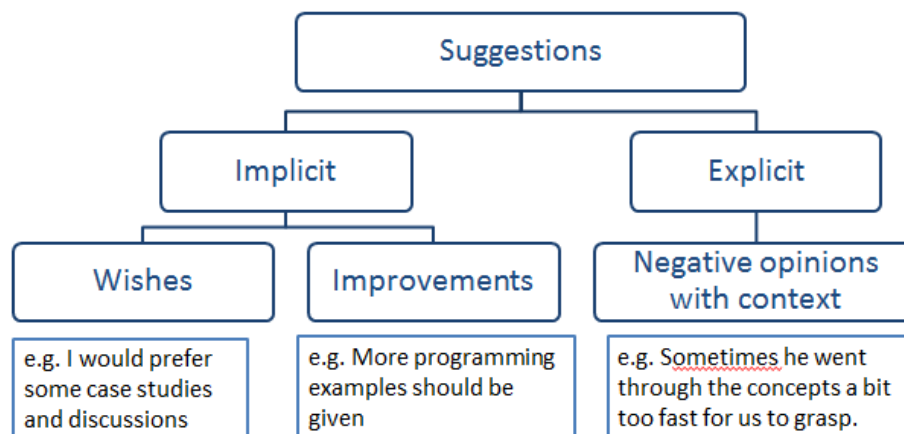 Suggestions
Implicit
Explicit
Wishes
Improvements
Negative opinions
with context
e.g. I would prefer
some case studies
and discussions
e.g. More programming
examples should be
given
e.g. Sometimes he went
through the concepts a bit
too fast for us to grasp.